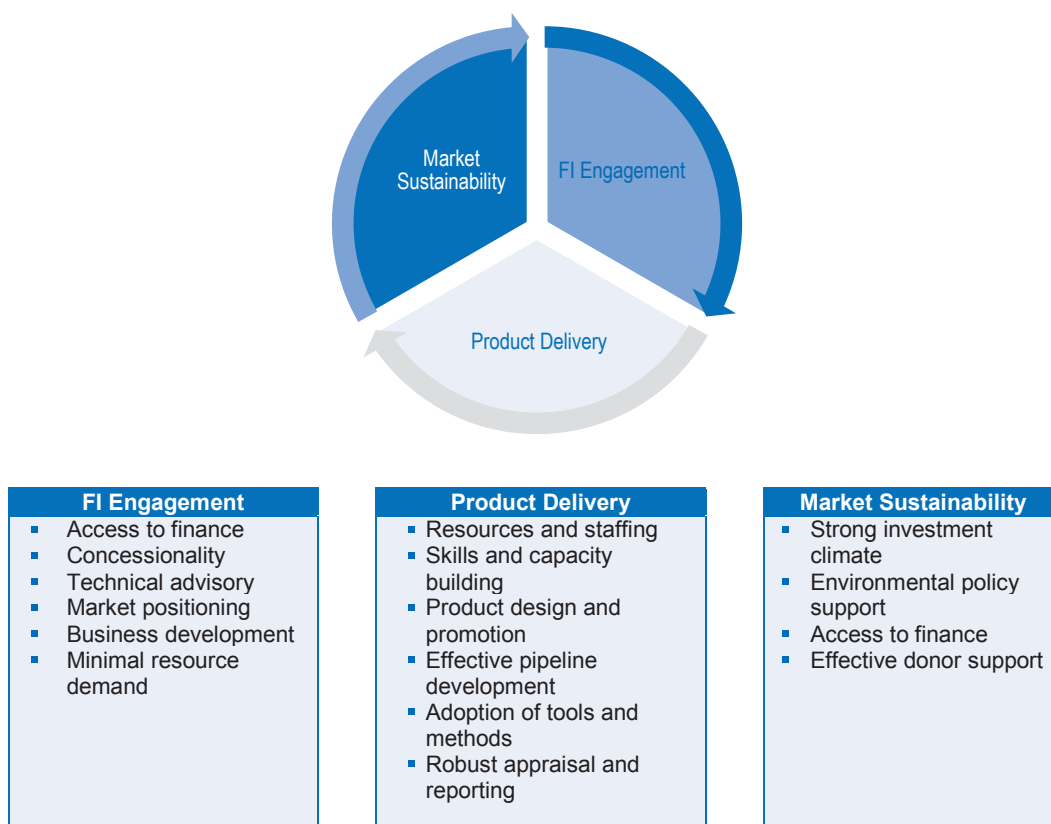 Market
Sustainability
FI Engagement
Product Delivery
FI Engagement
Access to finance
Concessionality
Technical advisory
Market positioning
Business development
Minimal resource
demand
Product Delivery
Resources and staffing
Skills and capacity
building
Product design and
promotion
Effective pipeline
development
Adoption of tools and
methods
Robust appraisal and
reporting
Market Sustainability
Strong investment
climate
Environmental policy
support
Access to finance
Effective donor support